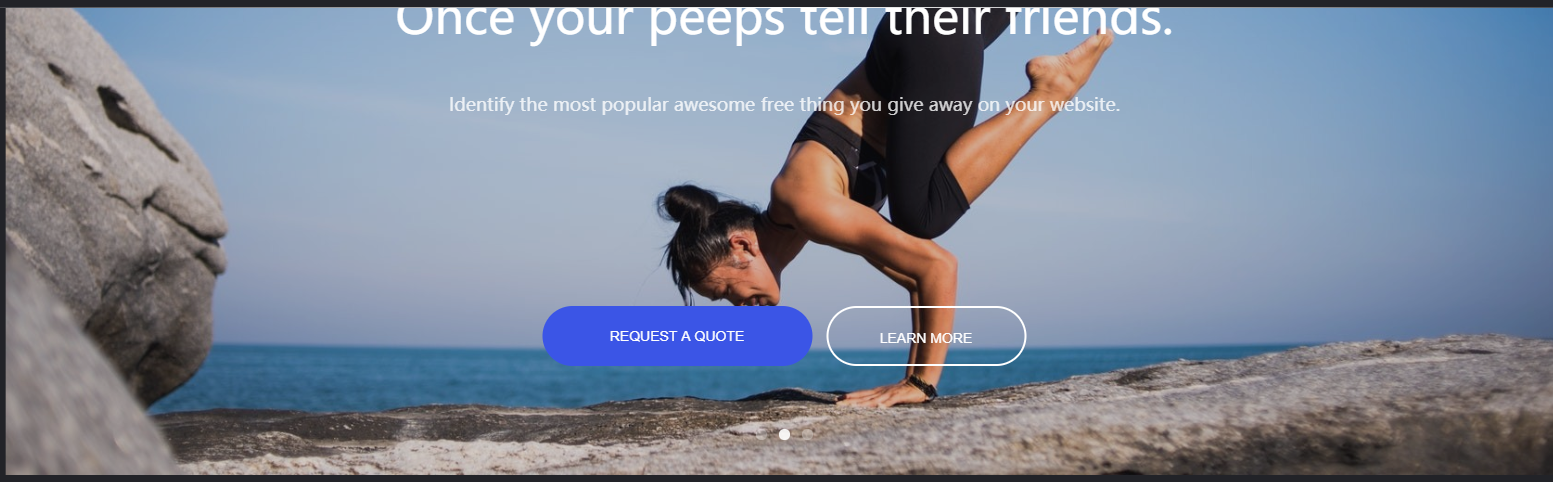 Once your peeps tell their friends.
Identify the most popular awesome free thing you give away on your website.
REQUEST A QUOTE
LEARN MORE